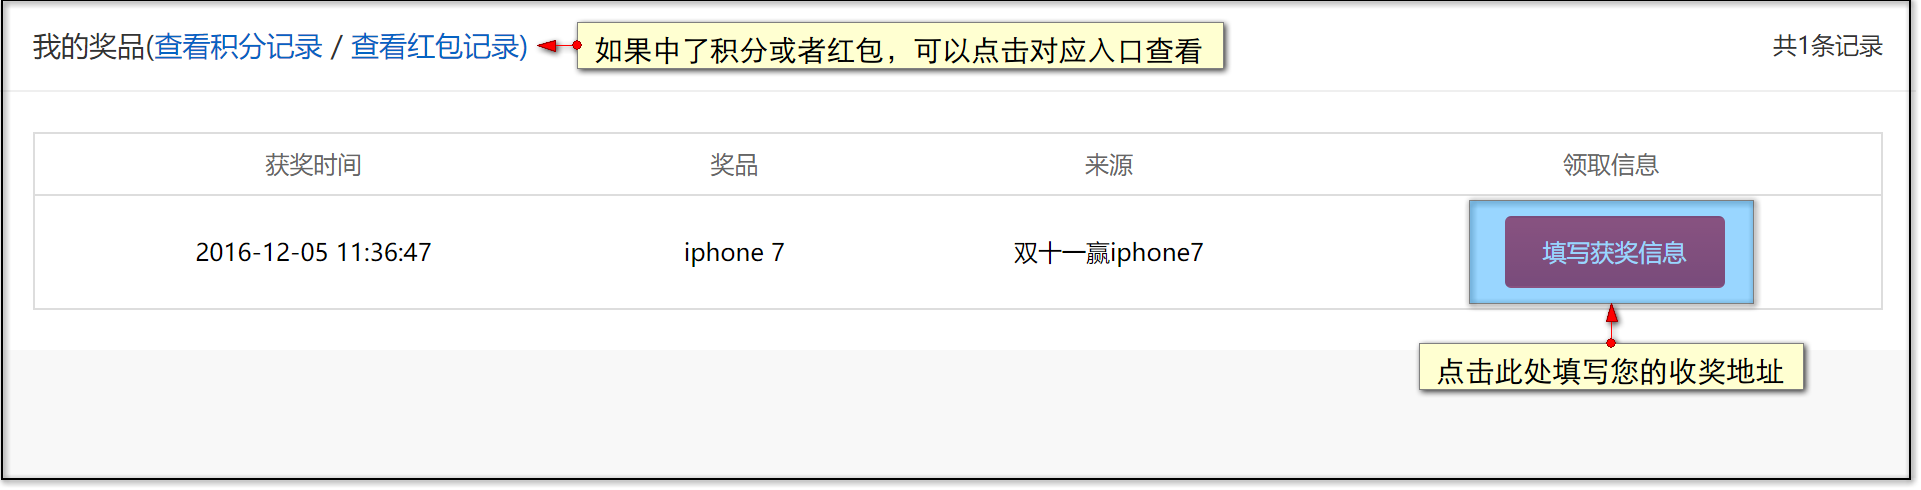 我的奖品(查看积分记录 / 查看红包记录) 如果中了积分或者红包，可以点击对应入口查看 共1条记录
获奖时间 奖品 来源 领取信息
2016-12-05 11:36:47 iphone 7 双十一赢iphone7 填写获奖信息
点击此处填写您的收奖地址